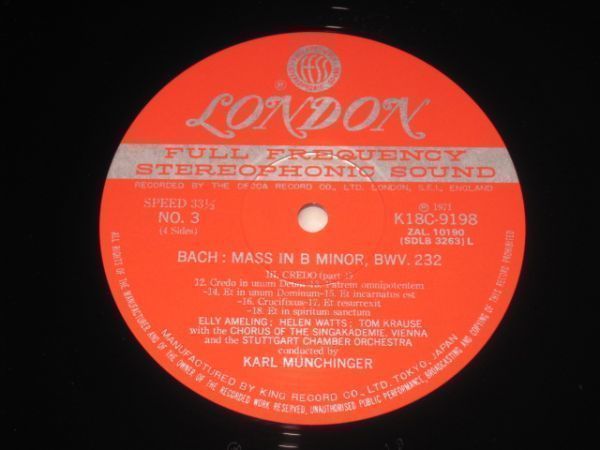 FFSS
LONDON
FULL FREQUENCY
STEREOPHONIC SOUND
RECORDED BY THE DECCA RECORD CO., LTD. LONDON, S.E.I., ENGLAND
SPEED 33⅓
NO. 3
(4 Sides)
℗ 1971
K18C-9198
ZAL. 10190
(SDLB 3263) L
BACH : MASS IN B MINOR, BWV. 232
III. CREDO (part 1)
12. Credo in unum Deum-13. Patrem omnipotentem
-14. Et in unum Dominum-15. Et incarnatus est
-16. Crucifixus-17. Et resurrexit
-18. Et in spiritum sanctum
ELLY AMELING ; HELEN WATTS ; TOM KRAUSE
with the CHORUS OF THE SINGAKADEMIE, VIENNA
and the STUTTGART CHAMBER ORCHESTRA
conducted by
KARL MÜNCHINGER
MANUFACTURED BY KING RECORD CO., LTD. TOKYO, JAPAN
ALL RIGHTS OF THE MANUFACTURER AND OF THE OWNER OF THE RECORDED WORK RESERVED, UNAUTHORISED PUBLIC PERFORMANCE, BROADCASTING AND COPYING OF THIS RECORD PROHIBITED